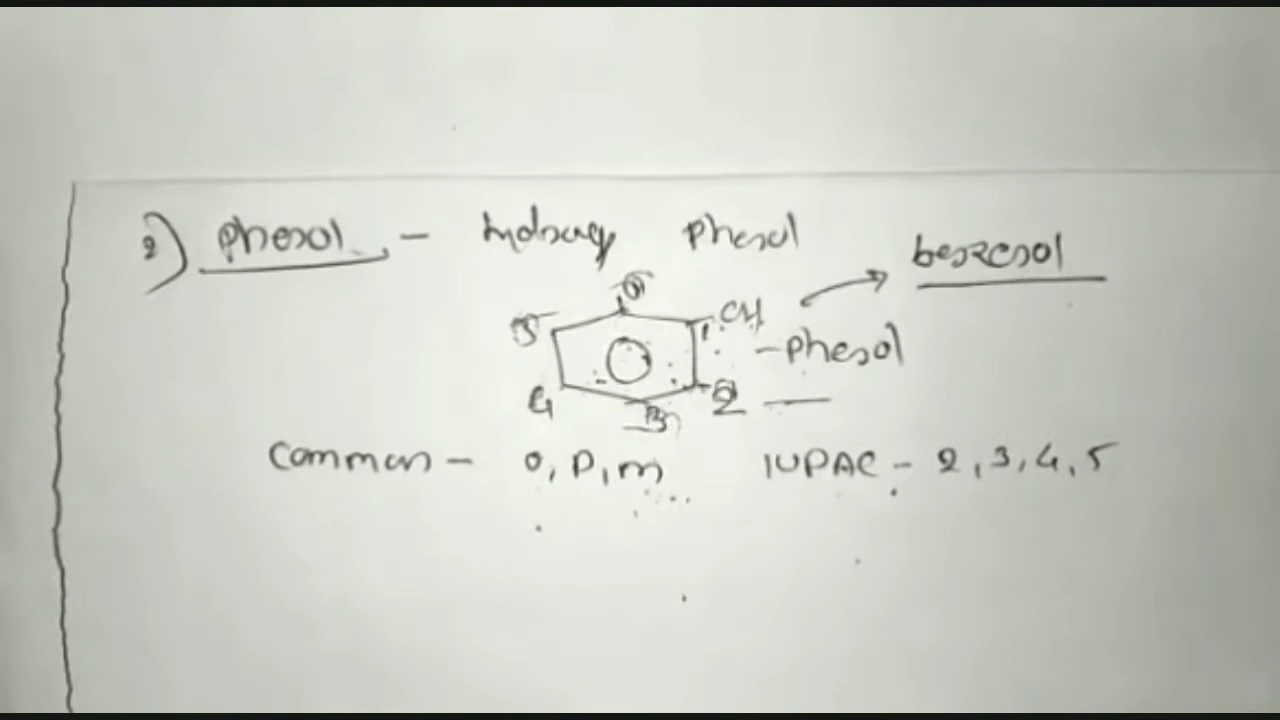 2) phenol - hydroxy phenol
benzenol
6
5 1 OH
- phenol
4 2
3
Common - o, p, m IUPAC - 2, 3, 4, 5